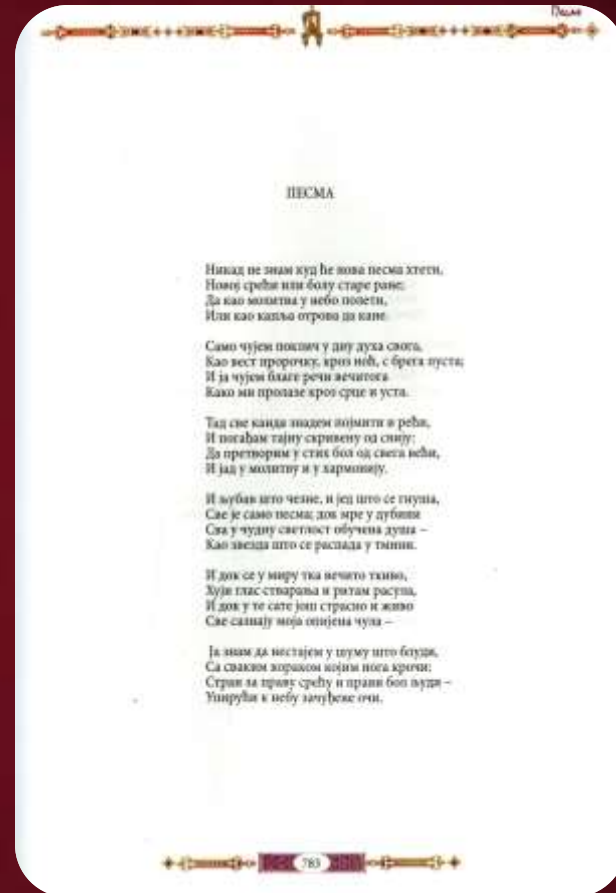 Песме
ПЕСМА
Никад не знам куд ће нова песма хтети,
Новој срећи или болу старе ране;
Да као молитва у небо полети,
Или као капља отрова да кане.
Само чујем поклич у дну духа свога,
Као вест пророчку, кроз ноћ, с брега пуста;
И ја чујем благе речи вечитога
Како ми пролазе кроз срце и уста.
Тад све канда знадем појмити и рећи,
И погађам тајну скривену од свију:
Да претворим у стих бол од свега већи,
И јад у молитву и у хармонију.
И љубав што чезне, и јед што се гнуша,
Све је само песма; док мре у дубини
Сва у чудну светлост обучена душа –
Као звезда што се распада у тмини.
И док се у миру тка вечито ткиво,
Хуји глас стварања и ритам расула,
И док у те сате још страсно и живо
Све сазнају моја опијена чула –
Ја знам да нестајем у шуму што блуди,
Са сваким кораком којим нога крочи:
Стран за праву срећу и прави бол људи –
Упирући к небу зачуђене очи.
783